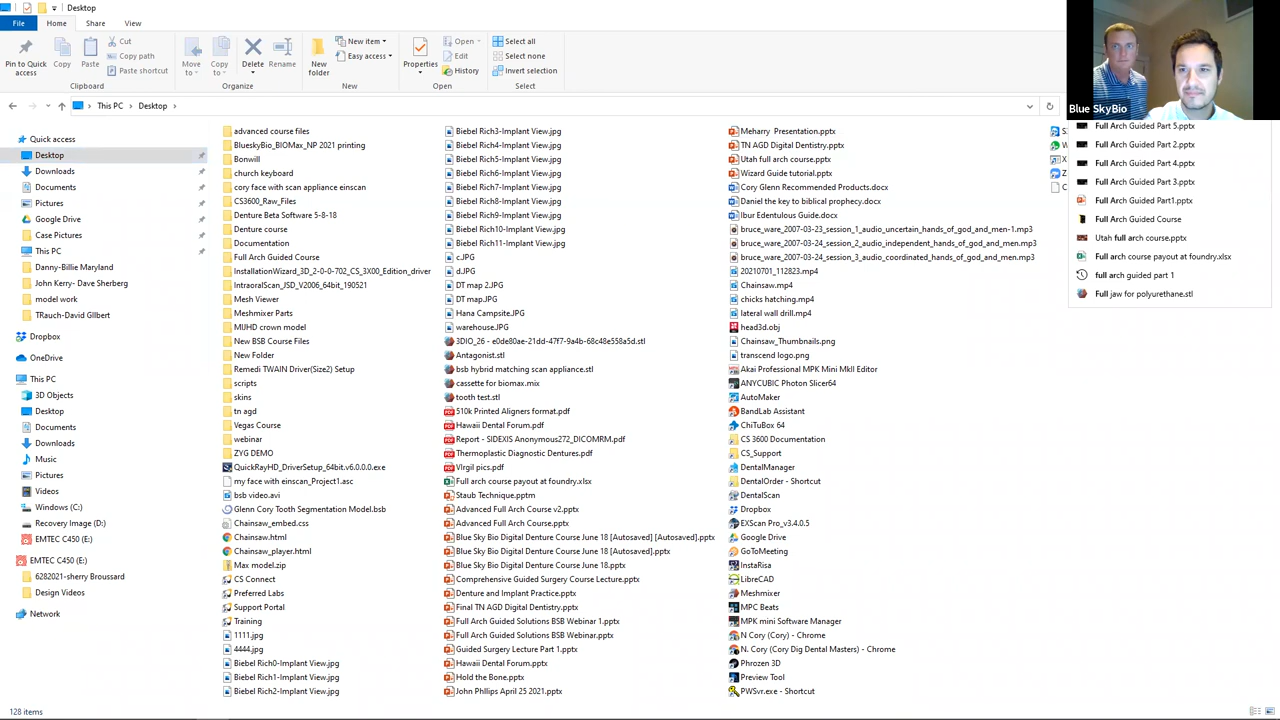 Desktop
File Home Share View
Pin to Quick access
Copy
Paste
Cut
Copy path
Paste shortcut
Move to
Copy to
Delete
Rename
New folder
New item
Easy access
Properties
Open
Edit
History
Select all
Select none
Invert selection
Clipboard
Organize
New
Open
Select
This PC > Desktop >
Blue SkyBio
Quick access
Desktop
Downloads
Documents
Pictures
Google Drive
Case Pictures
This PC
Danny-Billie Maryland
John Kerry- Dave Sherberg
model work
TRauch-David GIlbert
Dropbox
OneDrive
This PC
3D Objects
Desktop
Documents
Downloads
Music
Pictures
Videos
Windows (C:)
Recovery Image (D:)
EMTEC C450 (E:)
EMTEC C450 (E:)
6282021-sherry Broussard
Design Videos
Network
advanced course files
BlueskyBio_BIOMax_NP 2021 printing
Bonwill
church keyboard
cory face with scan appliance einscan
CS3600_Raw_Files
Denture Beta Software 5-8-18
Denture course
Documentation
Full Arch Guided Course
InstallationWizard_3D_2-0-0-702_CS_3X00_Edition_driver
IntraoralScan_JSD_V2006_64bit_190521
Mesh Viewer
Meshmixer Parts
MIJHD crown model
New BSB Course Files
New Folder
Remedi TWAIN Driver(Size2) Setup
scripts
skins
tn agd
Vegas Course
webinar
ZYG DEMO
QuickRayHD_DriverSetup_64bit.v6.0.0.0.exe
my face with einscan_Project1.asc
bsb video.avi
Glenn Cory Tooth Segmentation Model.bsb
Chainsaw_embed.css
Chainsaw.html
Chainsaw_player.html
Max model.zip
CS Connect
Preferred Labs
Support Portal
Training
1111.jpg
4444.jpg
Biebel Rich0-Implant View.jpg
Biebel Rich1-Implant View.jpg
Biebel Rich2-Implant View.jpg
Biebel Rich3-Implant View.jpg
Biebel Rich4-Implant View.jpg
Biebel Rich5-Implant View.jpg
Biebel Rich6-Implant View.jpg
Biebel Rich7-Implant View.jpg
Biebel Rich8-Implant View.jpg
Biebel Rich9-Implant View.jpg
Biebel Rich10-Implant View.jpg
Biebel Rich11-Implant View.jpg
c.JPG
d.JPG
DT map 2.JPG
DT map.JPG
Hana Campsite.JPG
warehouse.JPG
3DIO_26 - e0de80ae-21dd-47f7-9a4b-68c48e558a5d.stl
Antagonist.stl
bsb hybrid matching scan appliance.stl
cassette for biomax.mix
tooth test.stl
510k Printed Aligners format.pdf
Hawaii Dental Forum.pdf
Report - SIDEXIS Anonymous272_DICOMRM.pdf
Thermoplastic Diagnostic Dentures.pdf
VIrgil pics.pdf
Full arch course payout at foundry.xlsx
Staub Technique.pptm
Advanced Full Arch Course v2.pptx
Advanced Full Arch Course.pptx
Blue Sky Bio Digital Denture Course June 18 [Autosaved] [Autosaved].pptx
Blue Sky Bio Digital Denture Course June 18 [Autosaved].pptx
Blue Sky Bio Digital Denture Course June 18.pptx
Comprehensive Guided Surgery Course Lecture.pptx
Denture and Implant Practice.pptx
Final TN AGD Digital Dentistry.pptx
Full Arch Guided Solutions BSB Webinar 1.pptx
Full Arch Guided Solutions BSB Webinar.pptx
Guided Surgery Lecture Part 1.pptx
Hawaii Dental Forum.pptx
Hold the Bone.pptx
John PhIlips April 25 2021.pptx
Meharry Presentation.pptx
TN AGD Digital Dentistry.pptx
Utah full arch course.pptx
Wizard Guide tutorial.pptx
Cory Glenn Recommended Products.docx
Daniel the key to biblical prophecy.docx
Ibur Edentulous Guide.docx
bruce_ware_2007-03-23_session_1_audio_uncertain_hands_of_god_and_men-1.mp3
bruce_ware_2007-03-23_session_2_audio_independent_hands_of_god_and_men.mp3
bruce_ware_2007-03-23_session_3_audio_coordinated_hands_of_god_and_men.mp3
20210701_112823.mp4
Chainsaw.mp4
chicks hatching.mp4
lateral wall drill.mp4
head3d.obj
Chainsaw_Thumbnails.png
transcend logo.png
Akai Professional MPK Mini MkII Editor
ANYCUBIC Photon Slicer64
AutoMaker
BandLab Assistant
ChiTuBox 64
CS 3600 Documentation
CS_Support
DentalManager
DentalOrder - Shortcut
DentalScan
Dropbox
EXScan Pro_v3.4.0.5
Google Drive
GoToMeeting
InstaRisa
LibreCAD
Meshmixer
MPC Beats
MPK mini Software Manager
N Cory (Cory) - Chrome
N. Cory (Cory Dig Dental Masters) - Chrome
Phrozen 3D
Preview Tool
PWSvr.exe - Shortcut
Full Arch Guided Part 5.pptx
Full Arch Guided Part 2.pptx
Full Arch Guided Part 4.pptx
Full Arch Guided Part 3.pptx
Full Arch Guided Part1.pptx
Full Arch Guided Course
Utah full arch course.pptx
Full arch course payout at foundry.xlsx
full arch guided part 1
Full jaw for polyurethane.stl
128 items